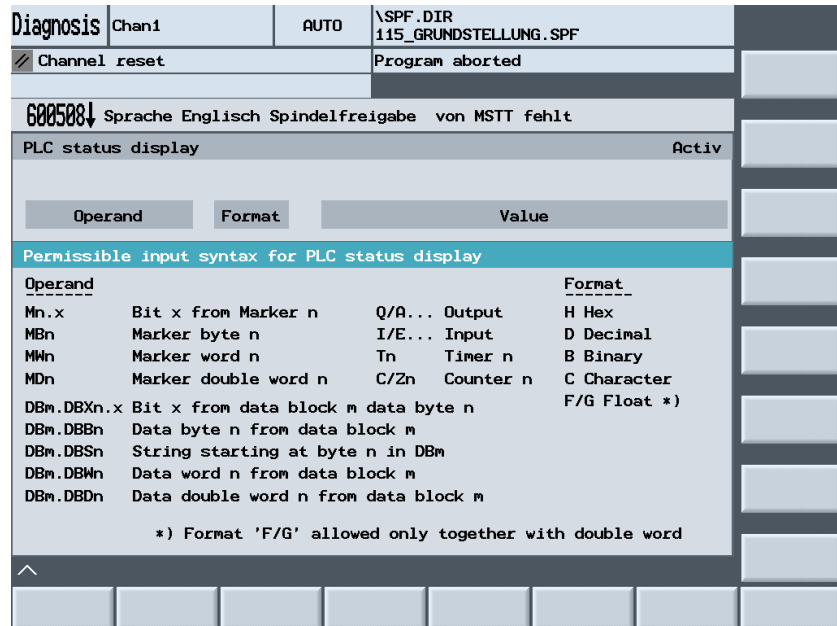 Diagnosis Chan1 AUTO \SPF.DIR
115_GRUNDSTELLUNG.SPF
Channel reset Program aborted
600508↓ Sprache Englisch Spindelfreigabe von MSTT fehlt
PLC status display Activ
Operand Format Value
Permissible input syntax for PLC status display
Operand Format
Mn.x Bit x from Marker n Q/A... Output H Hex
MBn Marker byte n I/E... Input D Decimal
MWn Marker word n Tn Timer n B Binary
MDn Marker double word n C/Zn Counter n C Character
DBm.DBXn.x Bit x from data block m data byte n F/G Float *)
DBm.DBBn Data byte n from data block m
DBm.DBSn String starting at byte n in DBm
DBm.DBWn Data word n from data block m
DBm.DBDn Data double word n from data block m
*) Format 'F/G' allowed only together with double word